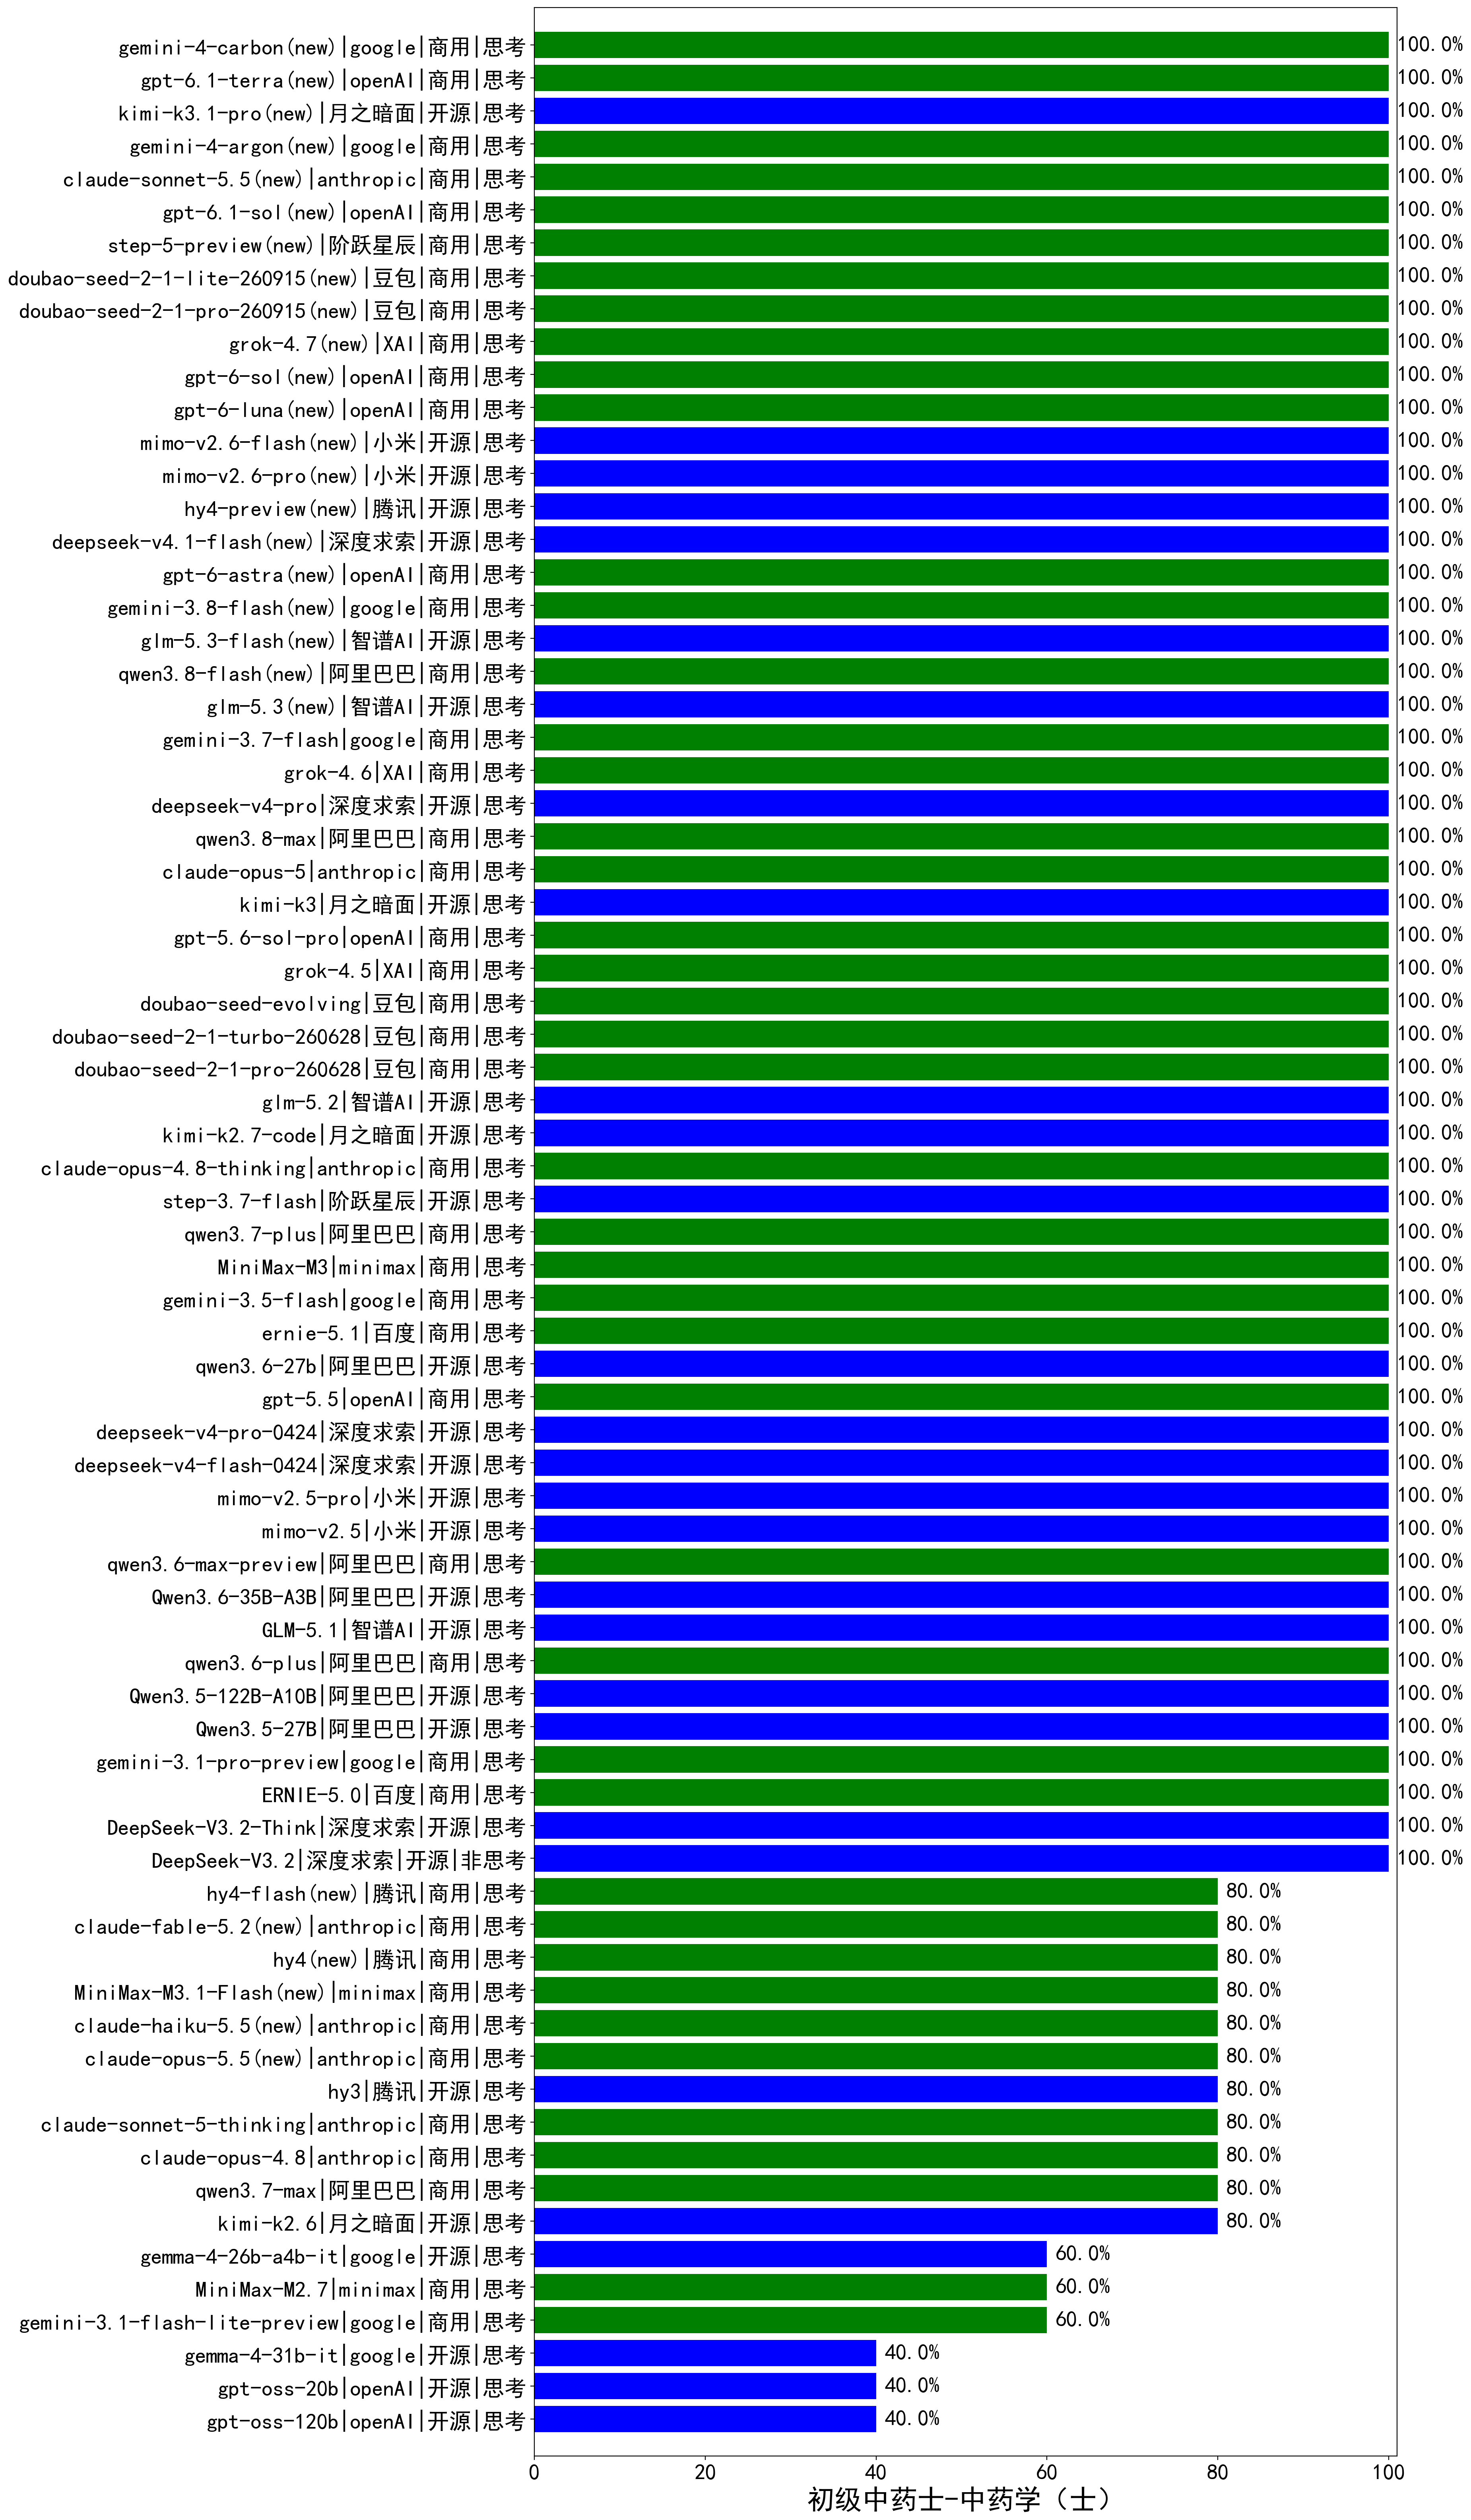 gemini-4-carbon(new)|google|商用|思考 100.0%
gpt-6.1-terra(new)|openAI|商用|思考 100.0%
kimi-k3.1-pro(new)|月之暗面|开源|思考 100.0%
gemini-4-argon(new)|google|商用|思考 100.0%
claude-sonnet-5.5(new)|anthropic|商用|思考 100.0%
gpt-6.1-sol(new)|openAI|商用|思考 100.0%
step-5-preview(new)|阶跃星辰|商用|思考 100.0%
doubao-seed-2-1-lite-260915(new)|豆包|商用|思考 100.0%
doubao-seed-2-1-pro-260915(new)|豆包|商用|思考 100.0%
grok-4.7(new)|XAI|商用|思考 100.0%
gpt-6-sol(new)|openAI|商用|思考 100.0%
gpt-6-luna(new)|openAI|商用|思考 100.0%
mimo-v2.6-flash(new)|小米|开源|思考 100.0%
mimo-v2.6-pro(new)|小米|开源|思考 100.0%
hy4-preview(new)|腾讯|开源|思考 100.0%
deepseek-v4.1-flash(new)|深度求索|开源|思考 100.0%
gpt-6-astra(new)|openAI|商用|思考 100.0%
gemini-3.8-flash(new)|google|商用|思考 100.0%
glm-5.3-flash(new)|智谱AI|开源|思考 100.0%
qwen3.8-flash(new)|阿里巴巴|商用|思考 100.0%
glm-5.3(new)|智谱AI|开源|思考 100.0%
gemini-3.7-flash|google|商用|思考 100.0%
grok-4.6|XAI|商用|思考 100.0%
deepseek-v4-pro|深度求索|开源|思考 100.0%
qwen3.8-max|阿里巴巴|商用|思考 100.0%
claude-opus-5|anthropic|商用|思考 100.0%
kimi-k3|月之暗面|开源|思考 100.0%
gpt-5.6-sol-pro|openAI|商用|思考 100.0%
grok-4.5|XAI|商用|思考 100.0%
doubao-seed-evolving|豆包|商用|思考 100.0%
doubao-seed-2-1-turbo-260628|豆包|商用|思考 100.0%
doubao-seed-2-1-pro-260628|豆包|商用|思考 100.0%
glm-5.2|智谱AI|开源|思考 100.0%
kimi-k2.7-code|月之暗面|开源|思考 100.0%
claude-opus-4.8-thinking|anthropic|商用|思考 100.0%
step-3.7-flash|阶跃星辰|开源|思考 100.0%
qwen3.7-plus|阿里巴巴|商用|思考 100.0%
MiniMax-M3|minimax|商用|思考 100.0%
gemini-3.5-flash|google|商用|思考 100.0%
ernie-5.1|百度|商用|思考 100.0%
qwen3.6-27b|阿里巴巴|开源|思考 100.0%
gpt-5.5|openAI|商用|思考 100.0%
deepseek-v4-pro-0424|深度求索|开源|思考 100.0%
deepseek-v4-flash-0424|深度求索|开源|思考 100.0%
mimo-v2.5-pro|小米|开源|思考 100.0%
mimo-v2.5|小米|开源|思考 100.0%
qwen3.6-max-preview|阿里巴巴|商用|思考 100.0%
Qwen3.6-35B-A3B|阿里巴巴|开源|思考 100.0%
GLM-5.1|智谱AI|开源|思考 100.0%
qwen3.6-plus|阿里巴巴|商用|思考 100.0%
Qwen3.5-122B-A10B|阿里巴巴|开源|思考 100.0%
Qwen3.5-27B|阿里巴巴|开源|思考 100.0%
gemini-3.1-pro-preview|google|商用|思考 100.0%
ERNIE-5.0|百度|商用|思考 100.0%
DeepSeek-V3.2-Think|深度求索|开源|思考 100.0%
DeepSeek-V3.2|深度求索|开源|非思考 100.0%
hy4-flash(new)|腾讯|商用|思考 80.0%
claude-fable-5.2(new)|anthropic|商用|思考 80.0%
hy4(new)|腾讯|商用|思考 80.0%
MiniMax-M3.1-Flash(new)|minimax|商用|思考 80.0%
claude-haiku-5.5(new)|anthropic|商用|思考 80.0%
claude-opus-5.5(new)|anthropic|商用|思考 80.0%
hy3|腾讯|开源|思考 80.0%
claude-sonnet-5-thinking|anthropic|商用|思考 80.0%
claude-opus-4.8|anthropic|商用|思考 80.0%
qwen3.7-max|阿里巴巴|商用|思考 80.0%
kimi-k2.6|月之暗面|开源|思考 80.0%
gemma-4-26b-a4b-it|google|开源|思考 60.0%
MiniMax-M2.7|minimax|商用|思考 60.0%
gemini-3.1-flash-lite-preview|google|商用|思考 60.0%
gemma-4-31b-it|google|开源|思考 40.0%
gpt-oss-20b|openAI|开源|思考 40.0%
gpt-oss-120b|openAI|开源|思考 40.0%
0 20 40 60 80 100
初级中药士-中药学（士）